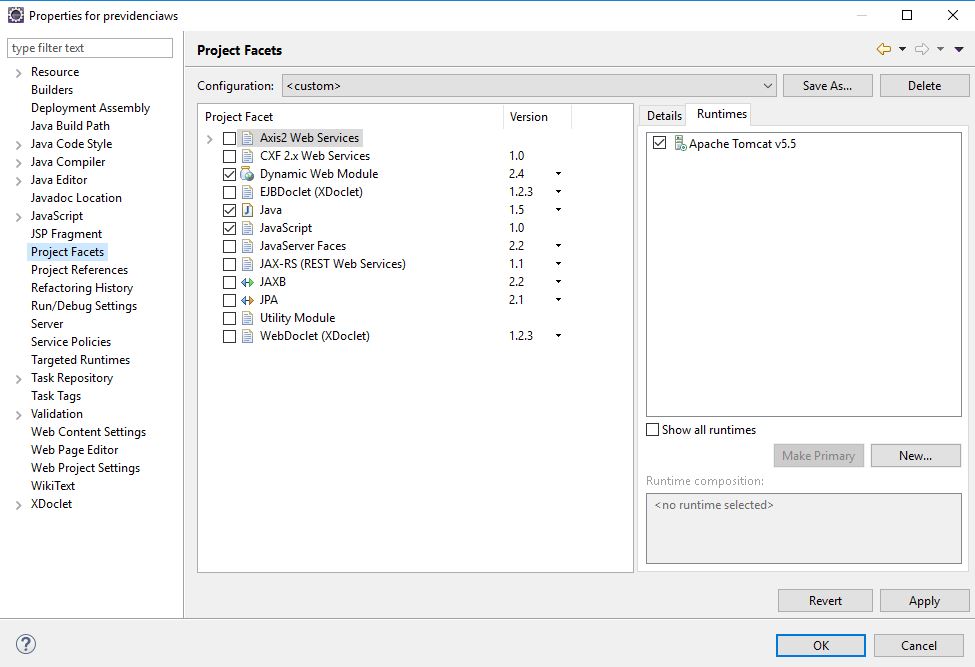 Properties for previdenciaws
type filter text
Resource
Builders
Deployment Assembly
Java Build Path
Java Code Style
Java Compiler
Java Editor
Javadoc Location
JavaScript
JSP Fragment
Project Facets
Project References
Refactoring History
Run/Debug Settings
Server
Service Policies
Targeted Runtimes
Task Repository
Task Tags
Validation
Web Content Settings
Web Page Editor
Web Project Settings
WikiText
XDoclet
Project Facets
Configuration: <custom> Save As... Delete
Project Facet Version
Axis2 Web Services
CXF 2.x Web Services 1.0
Dynamic Web Module 2.4
EJBDoclet (XDoclet) 1.2.3
Java 1.5
JavaScript 1.0
JavaServer Faces 2.2
JAX-RS (REST Web Services) 1.1
JAXB 2.2
JPA 2.1
Utility Module
WebDoclet (XDoclet) 1.2.3
Details Runtimes
Apache Tomcat v5.5
Show all runtimes
Make Primary New...
Runtime composition:
<no runtime selected>
Revert Apply
? OK Cancel